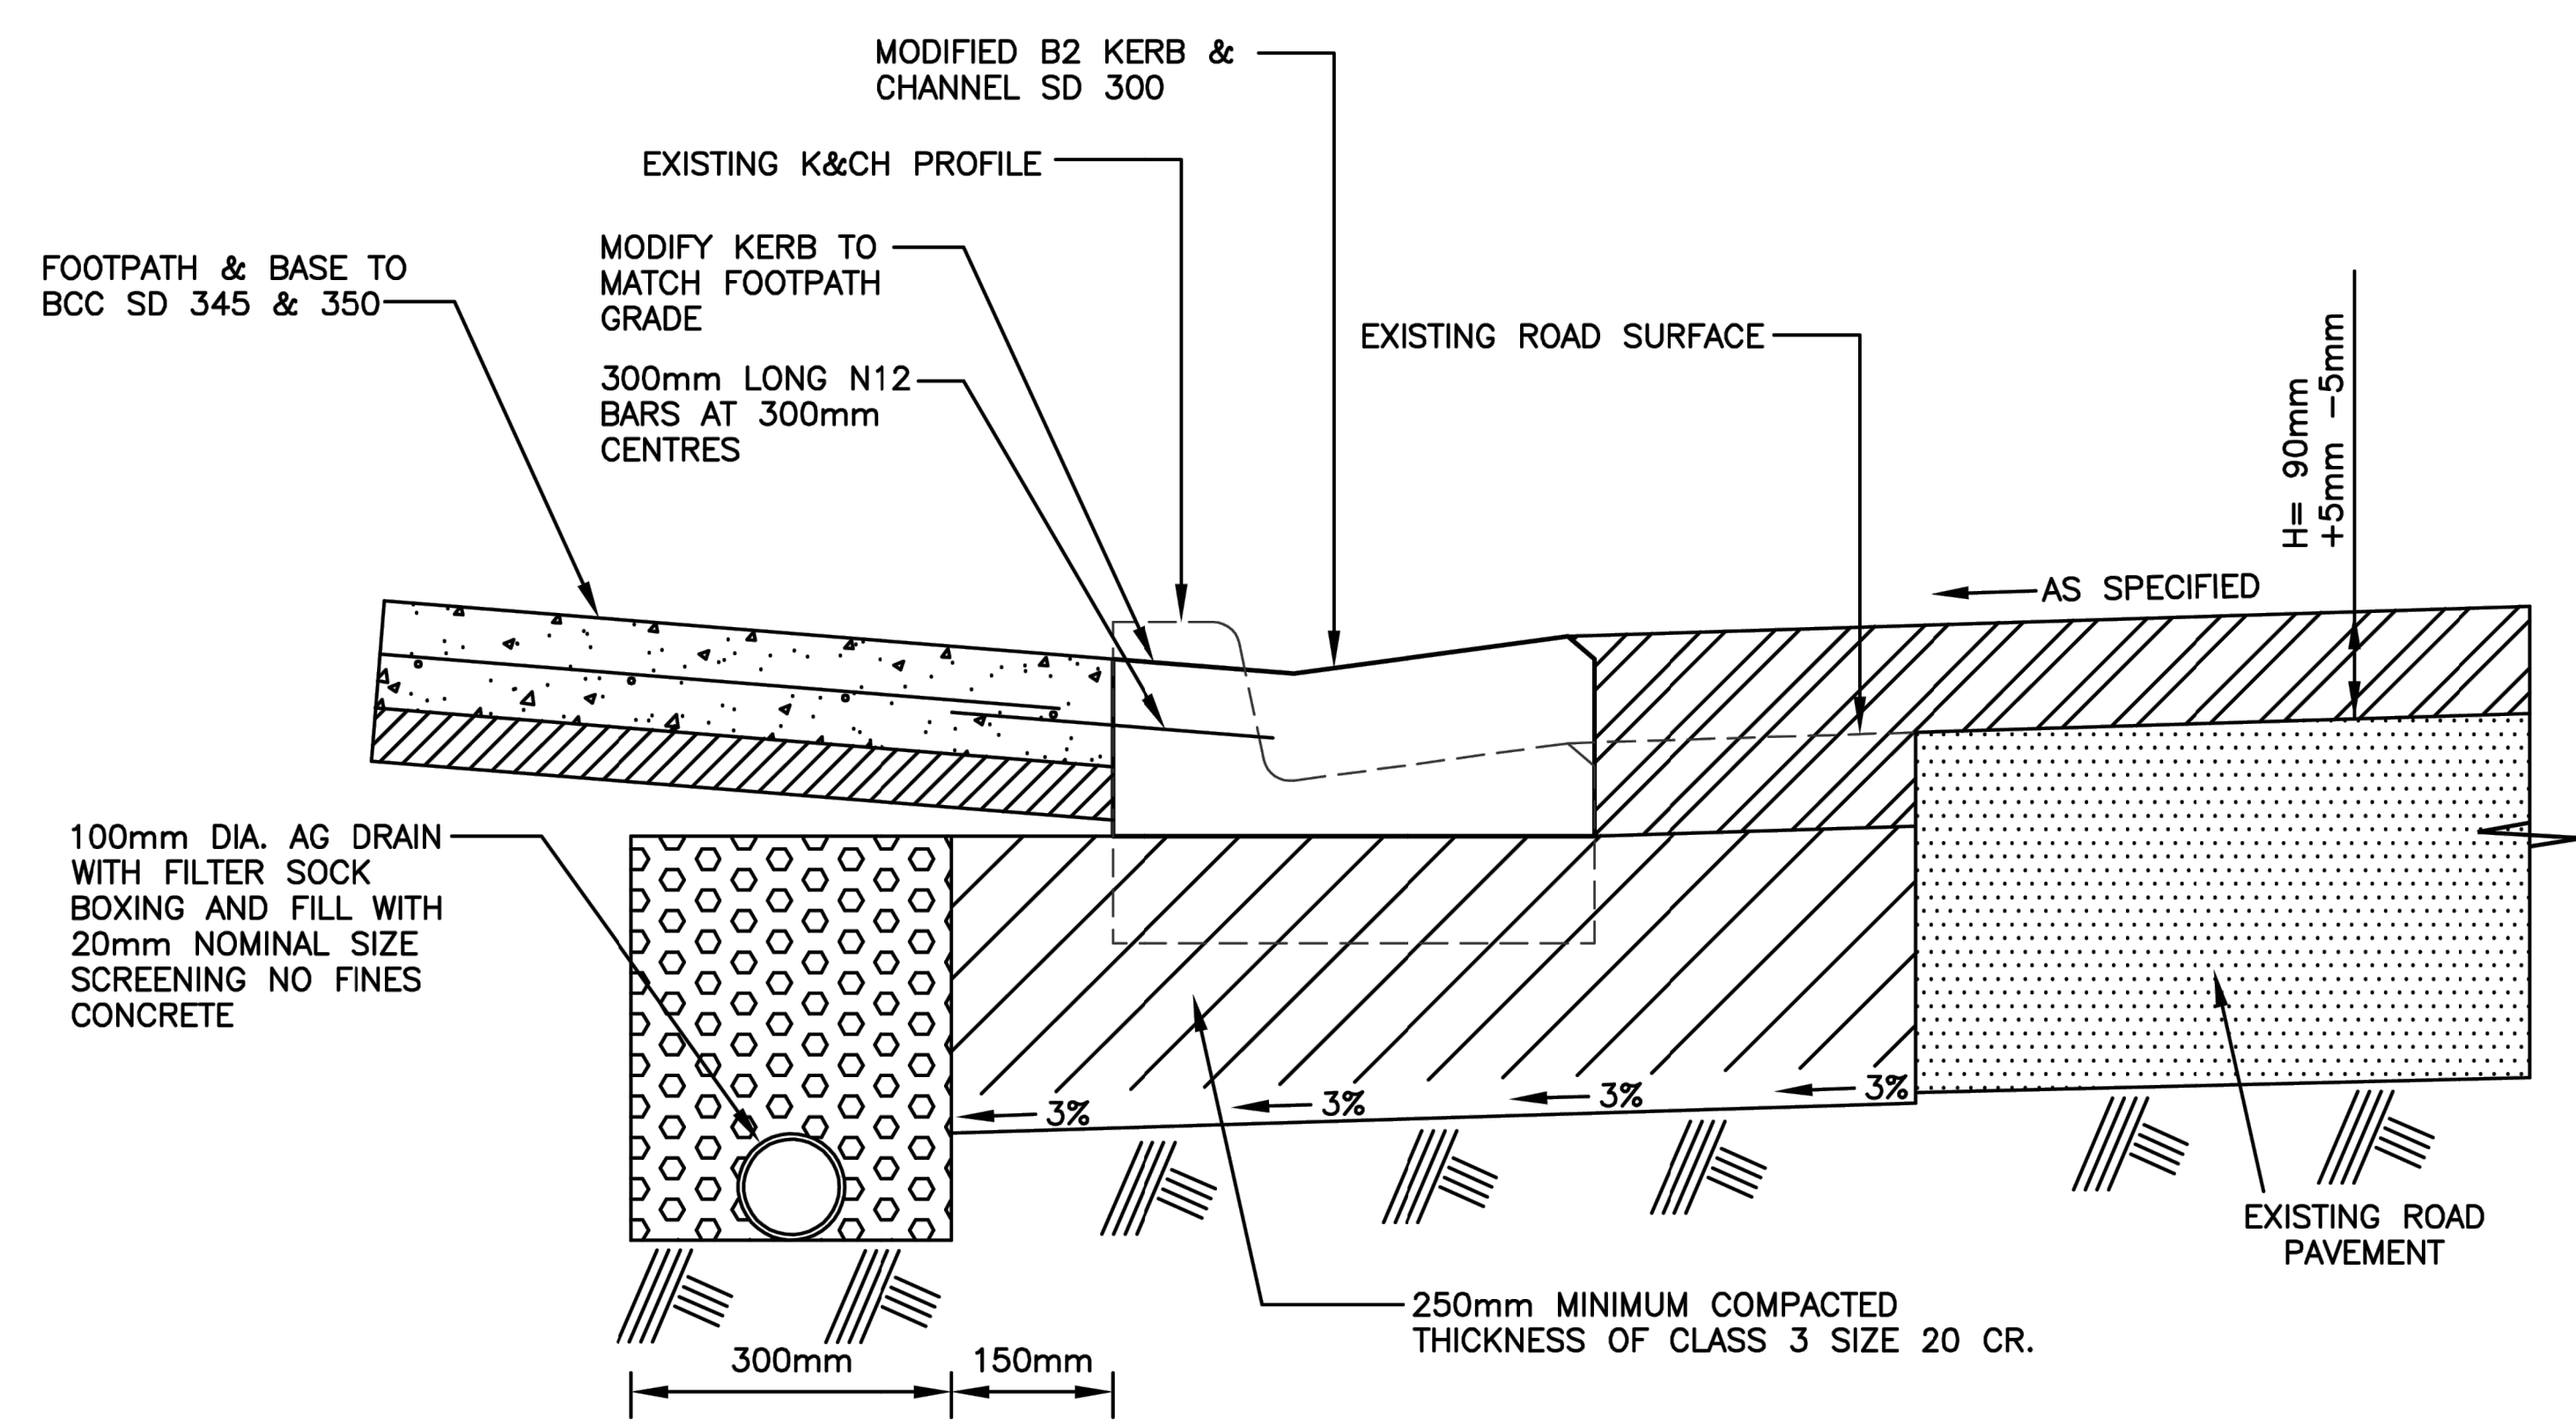 MODIFIED B2 KERB &
CHANNEL SD 300
EXISTING K&CH PROFILE
FOOTPATH & BASE TO
BCC SD 345 & 350
MODIFY KERB TO
MATCH FOOTPATH
GRADE
300mm LONG N12
BARS AT 300mm
CENTRES
EXISTING ROAD SURFACE
H= 90mm
+5mm -5mm
AS SPECIFIED
100mm DIA. AG DRAIN
WITH FILTER SOCK
BOXING AND FILL WITH
20mm NOMINAL SIZE
SCREENING NO FINES
CONCRETE
3%
3%
3%
3%
EXISTING ROAD
PAVEMENT
250mm MINIMUM COMPACTED
THICKNESS OF CLASS 3 SIZE 20 CR.
300mm
150mm